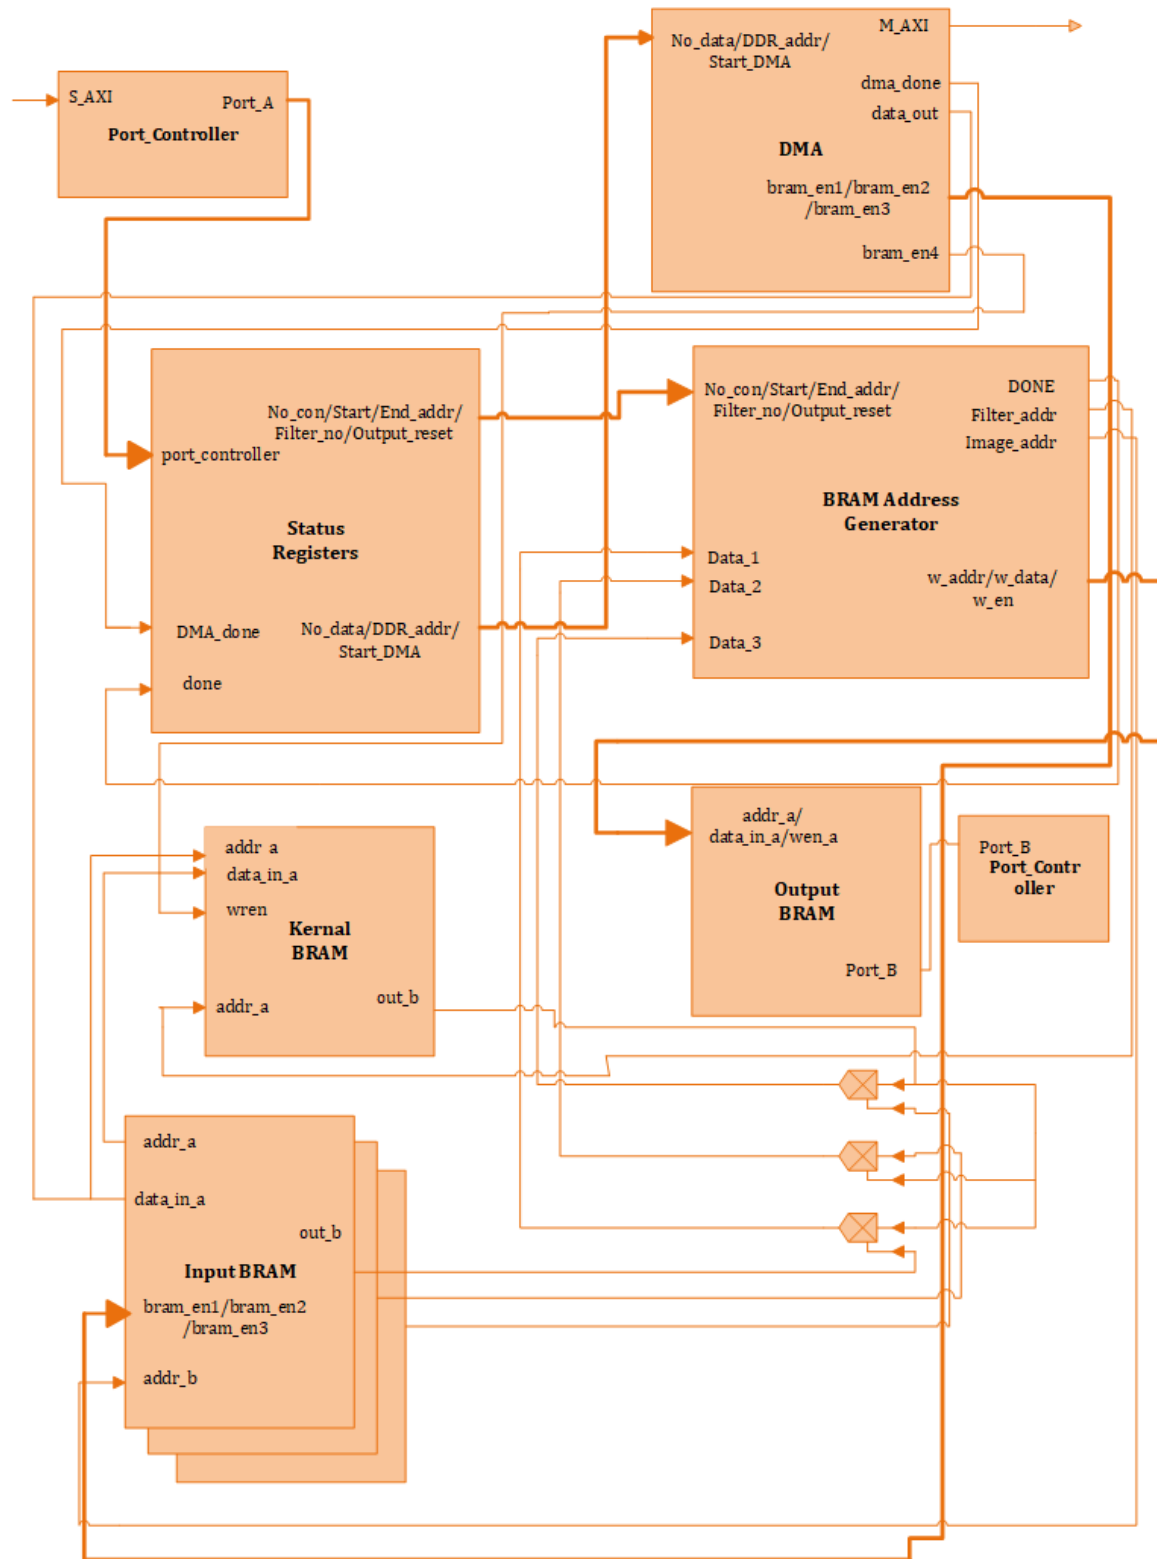 M_AXI
No_data/DDR_addr/
Start_DMA
dma_done
data_out
DMA
bram_en1/bram_en2
/bram_en3
bram_en4
S_AXI
Port_A
Port_Controller
No_con/Start/End_addr/
Filter_no/Output_reset
port_controller
Status
Registers
DMA_done
No_data/DDR_addr/
Start_DMA
done
No_con/Start/End_addr/
Filter_no/Output_reset
DONE
Filter_addr
Image_addr
BRAM Address
Generator
Data_1
Data_2
Data_3
w_addr/w_data/
w_en
addr_a
data_in_a
wren
Kernal
BRAM
addr_a
out_b
addr_a/
data_in_a/wen_a
Output
BRAM
Port_B
Port_B
Port_Contr
oller
addr_a
data_in_a
out_b
Input BRAM
bram_en1/bram_en2
/bram_en3
addr_b